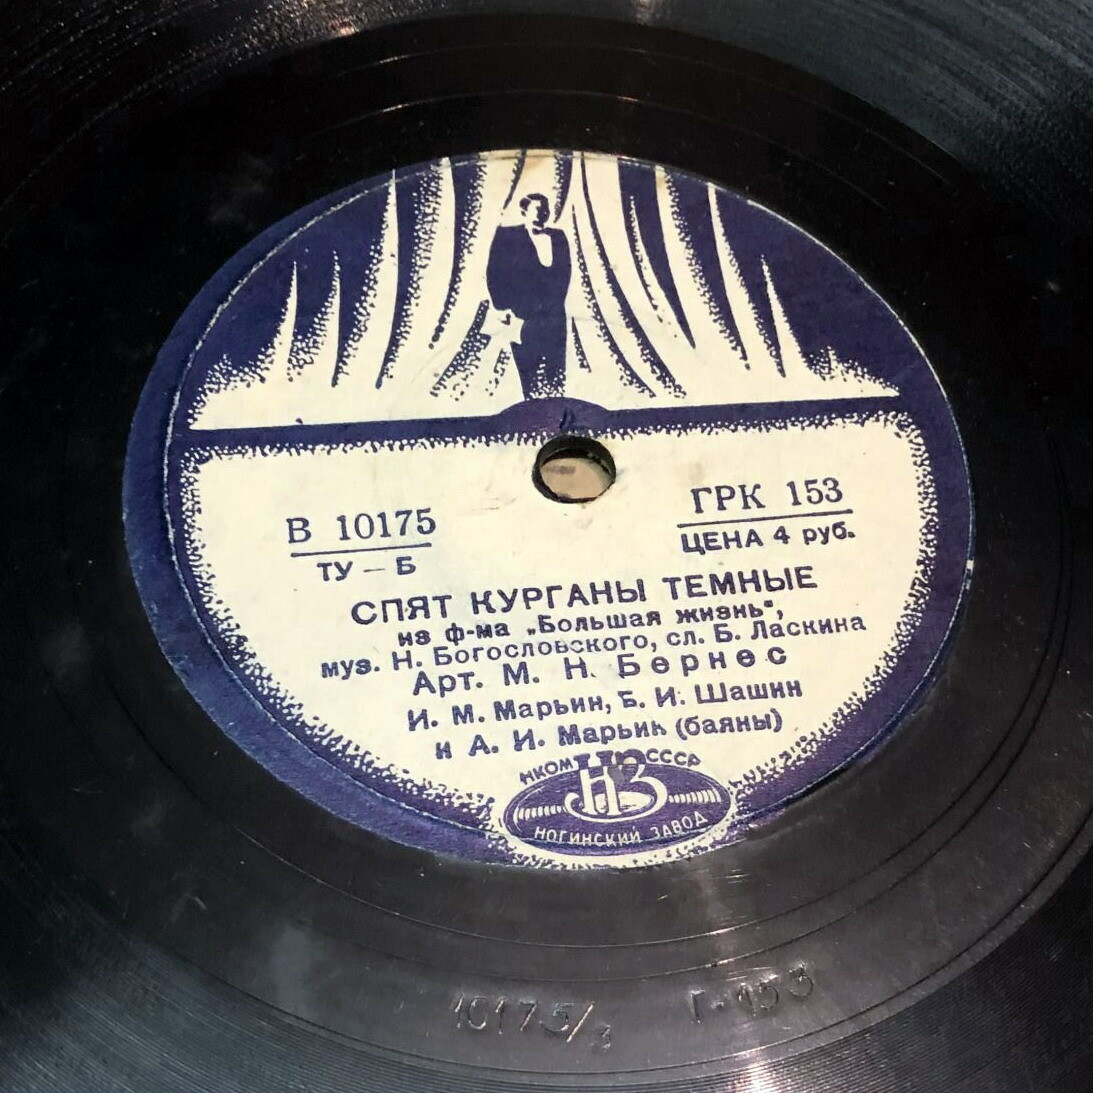 В 10175
ТУ – Б
ГРК 153
ЦЕНА 4 руб.
СПЯТ КУРГАНЫ ТЕМНЫЕ
из ф-ма „Большая жизнь",
муз. Н. Богословского, сл. Б. Ласкина
Арт. М. Н. Бернес
И. М. Марьин, Б. И. Шашин
и А. И. Марьин (баяны)
НКОМ СССР
НЗ
НОГИНСКИЙ ЗАВОД
10175/3 Г-153